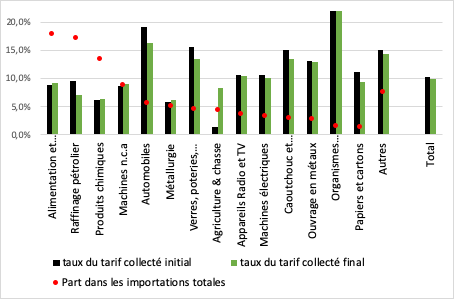 20,0%
15,0%
10,0%
5,0%
0,0%
Alimentation et…
Raffinage pétrolier
Produits chimiques
Machines n.c.a
Automobiles
Métallurgie
Verres, poteries,…
Agriculture & chasse
Appareils Radio et TV
Machines électriques
Caoutchouc et…
Ouvrage en métaux
Organismes…
Papiers et cartons
Autres
Total
taux du tarif collecté initial
taux du tarif collecté final
Part dans les importations totales